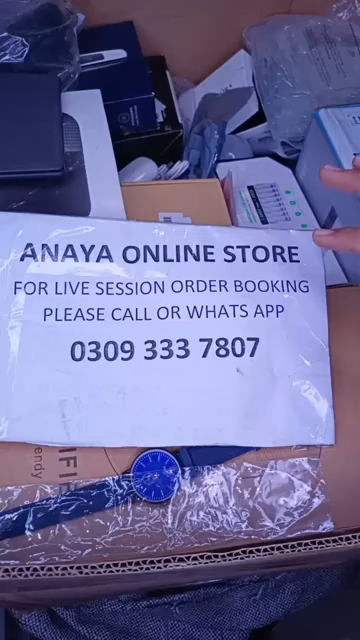 ANAYA ONLINE STORE
FOR LIVE SESSION ORDER BOOKING
PLEASE CALL OR WHATS APP
0309 333 7807